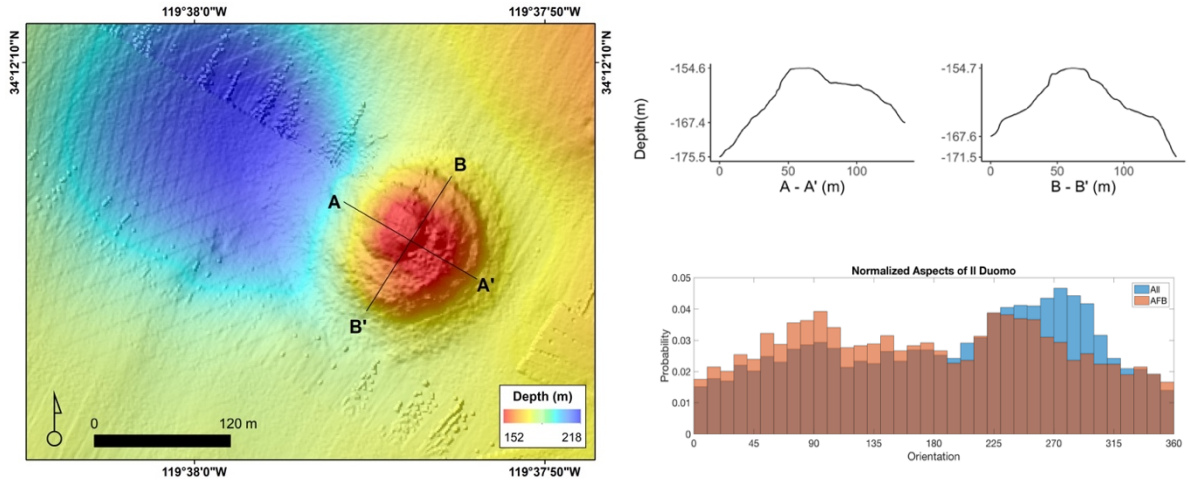 119°38'0"W 119°37'50"W
34°12'10"N
34°12'10"N
A
B
A'
B'
0 120 m
Depth (m)
152 218
119°38'0"W 119°37'50"W
Depth(m)
-154.6
-167.4
-175.5
0 50 100
A - A' (m)
-154.7
-167.6
-171.5
0 50 100
B - B' (m)
Normalized Aspects of Il Duomo
All
AFB
Probability
0.05
0.04
0.03
0.02
0.01
0
0 45 90 135 180 225 270 315 360
Orientation